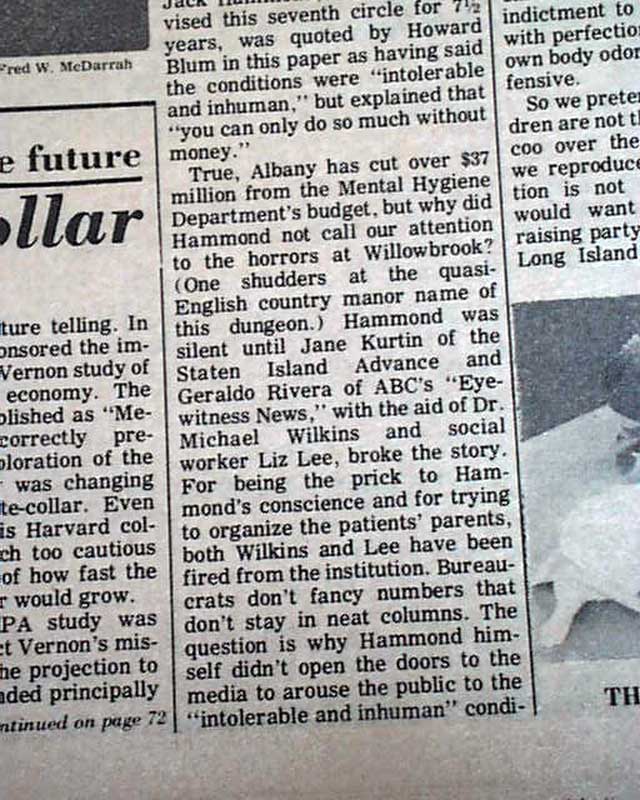 Fred W. McDarrah
e future
ollar
ture telling. In
onsored the im-
Vernon study of
economy. The
blished as "Me-
correctly pre-
ploration of the
was changing
te-collar. Even
is Harvard col-
ch too cautious
of how fast the
r would grow.
PA study was
ct Vernon's mis-
he projection to
aded principally
ntinued on page 72
vised this seventh circle for 7½
years, was quoted by Howard
Blum in this paper as having said
the conditions were "intolerable
and inhuman," but explained that
"you can only do so much without
money."
True, Albany has cut over $37
million from the Mental Hygiene
Department's budget, but why did
Hammond not call our attention
to the horrors at Willowbrook?
(One shudders at the quasi-
English country manor name of
this dungeon.) Hammond was
silent until Jane Kurtin of the
Staten Island Advance and
Geraldo Rivera of ABC's "Eye-
witness News," with the aid of Dr.
Michael Wilkins and social
worker Liz Lee, broke the story.
For being the prick to Ham-
mond's conscience and for trying
to organize the patients' parents,
both Wilkins and Lee have been
fired from the institution. Bureau-
crats don't fancy numbers that
don't stay in neat columns. The
question is why Hammond him-
self didn't open the doors to the
media to arouse the public to the
"intolerable and inhuman" condi-
indictment to
with perfectio
own body odor
fensive.
So we prete
dren are not t
coo over the
we reproduce
tion is not
would want
raising party
Long Island
TH